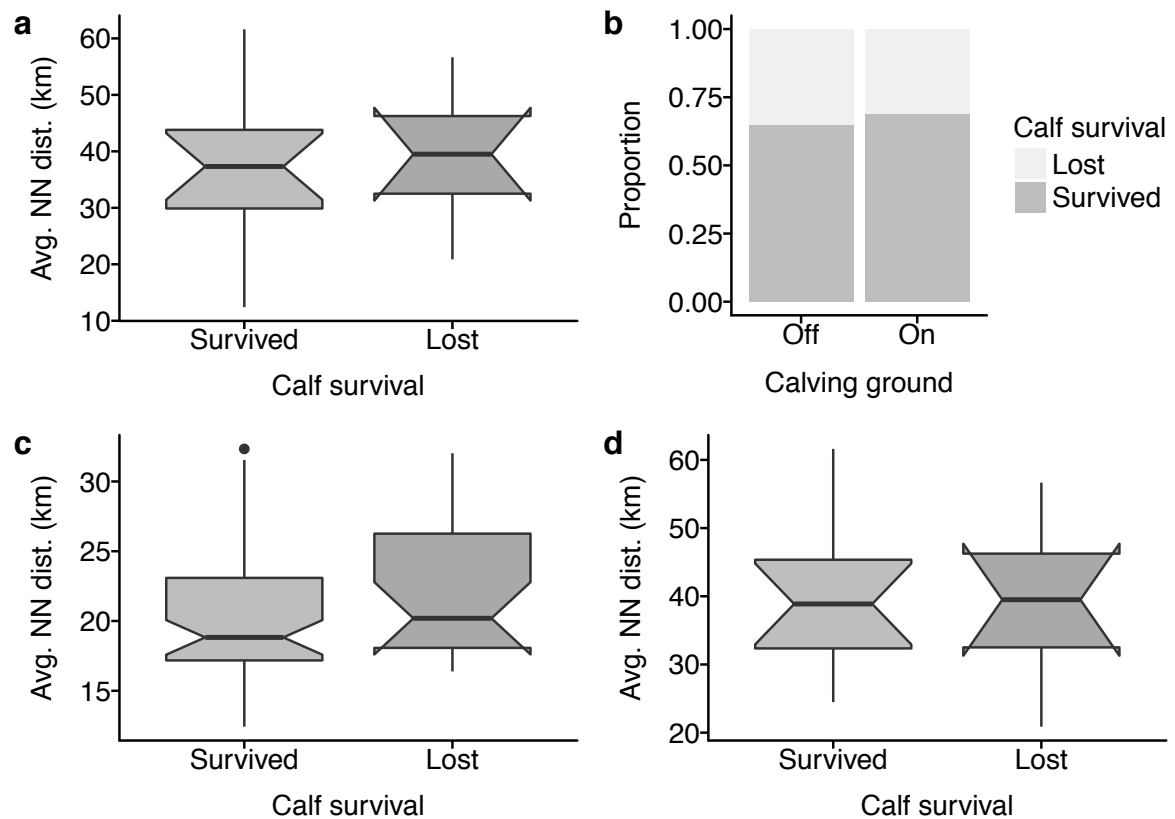 a
Avg. NN dist. (km)
60
50
40
30
20
10
Survived Lost
Calf survival
b
Proportion
1.00
0.75
0.50
0.25
0.00
Off On
Calving ground
Calf survival
Lost
Survived
c
Avg. NN dist. (km)
30
25
20
15
Survived Lost
Calf survival
d
Avg. NN dist. (km)
60
50
40
30
20
Survived Lost
Calf survival